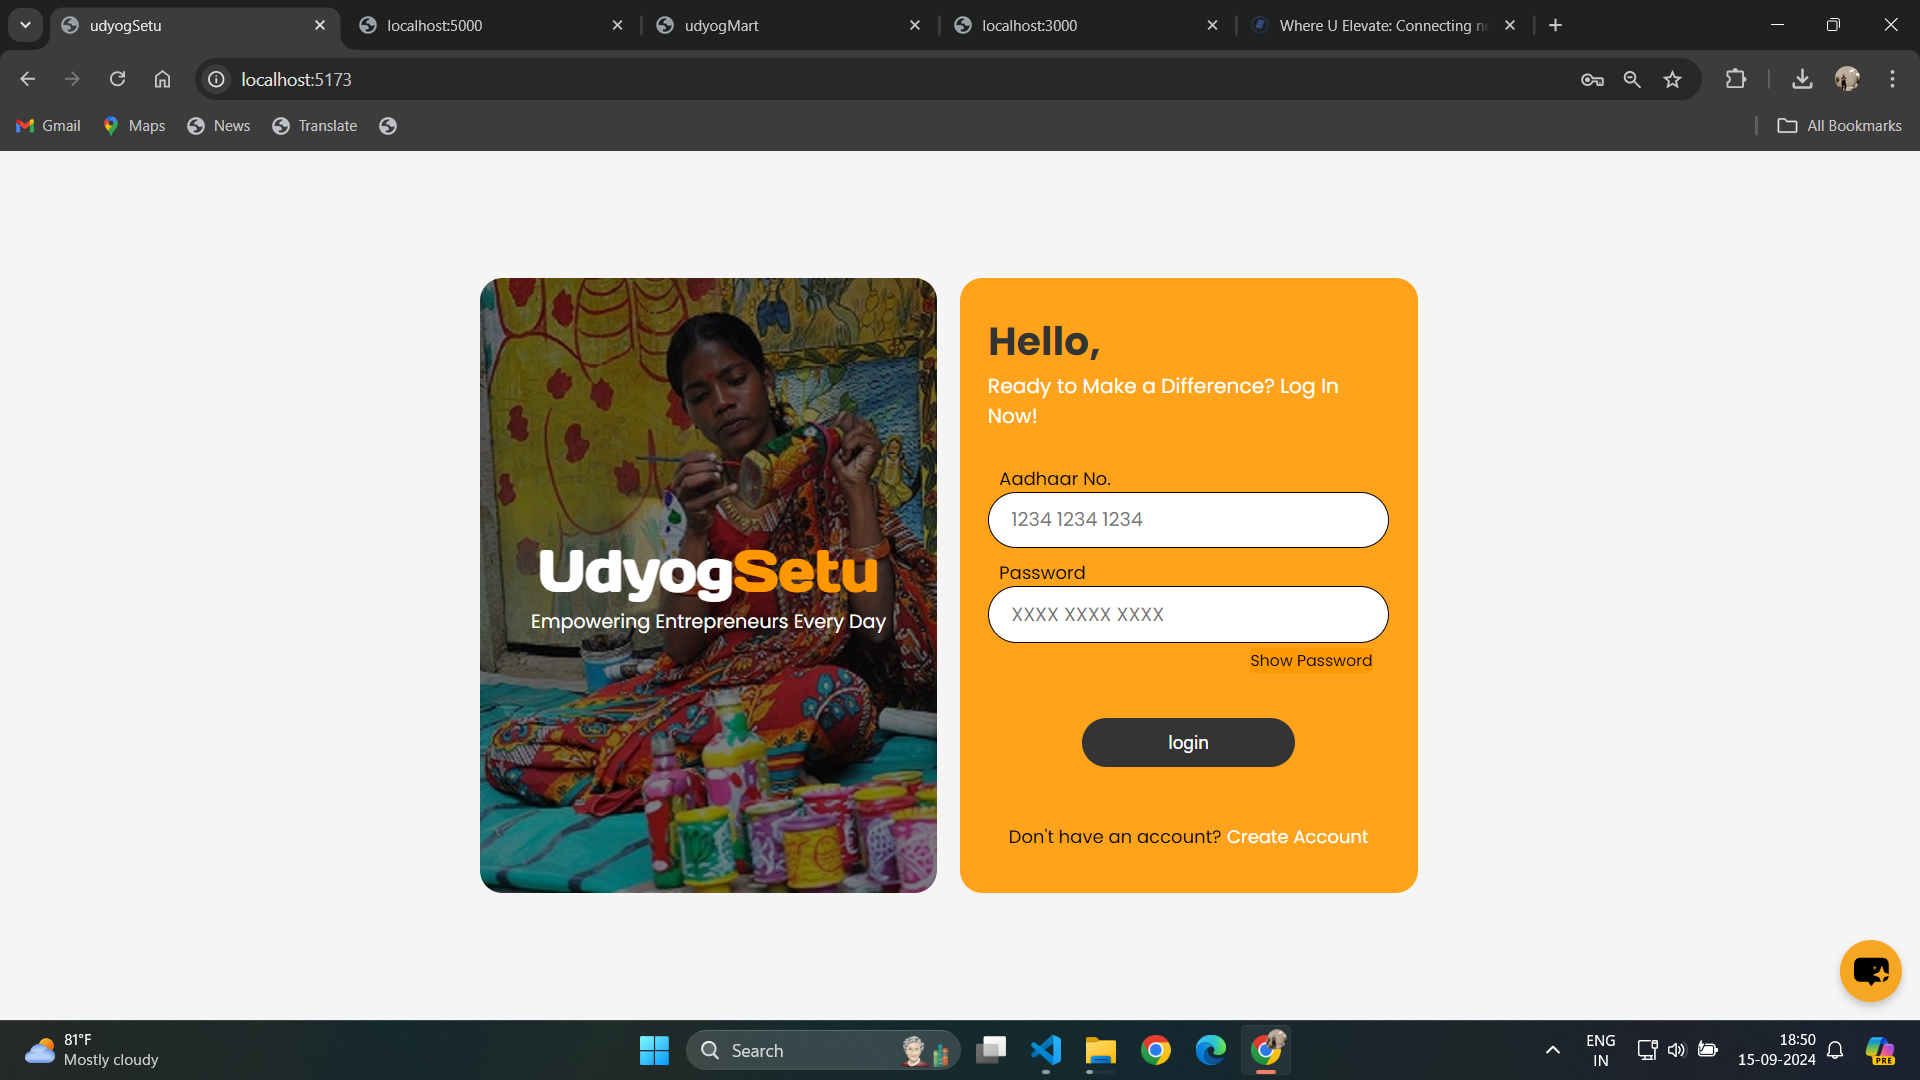 udyogSetu
localhost:5000
udyogMart
localhost:3000
Where U Elevate: Connecting ne
localhost:5173
Gmail
Maps
News
Translate
All Bookmarks
UdyogSetu
Empowering Entrepreneurs Every Day
Hello,
Ready to Make a Difference? Log In
Now!
Aadhaar No.
1234 1234 1234
Password
XXXX XXXX XXXX
Show Password
login
Don't have an account? Create Account
81°F
Mostly cloudy
Search
ENG
IN
18:50
15-09-2024
PRE